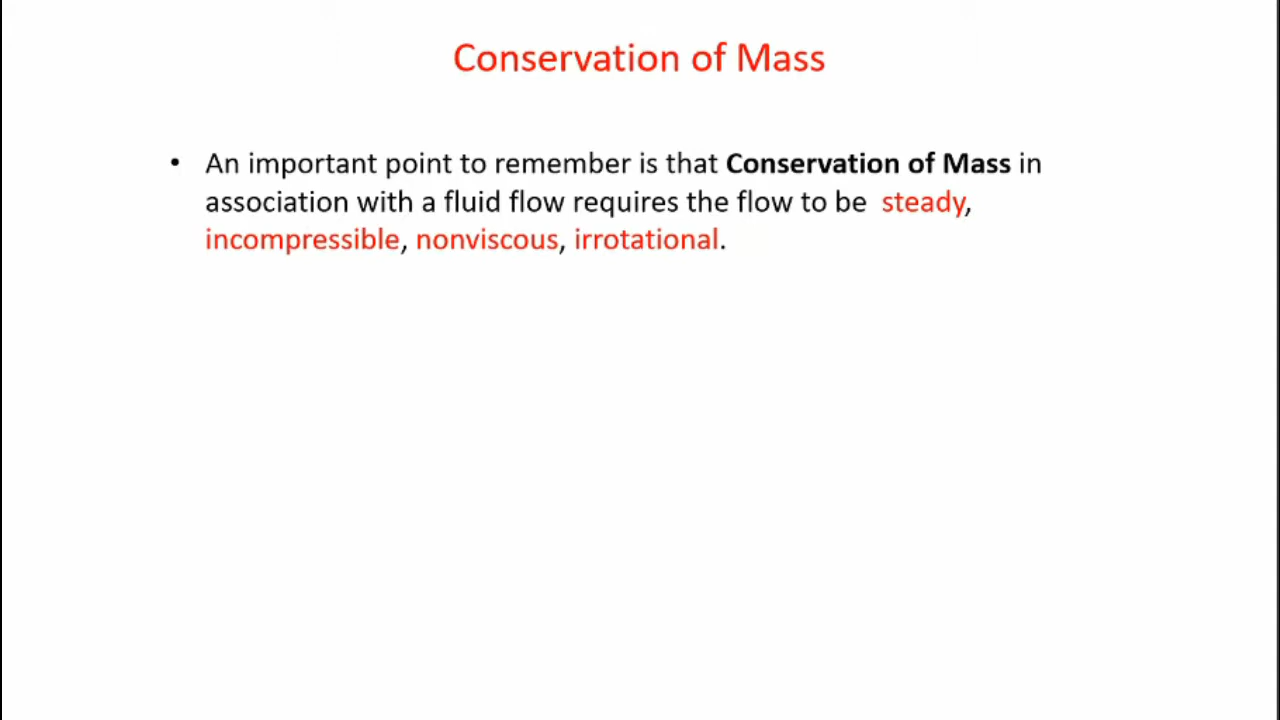 Conservation of Mass
• An important point to remember is that Conservation of Mass in
association with a fluid flow requires the flow to be steady,
incompressible, nonviscous, irrotational.